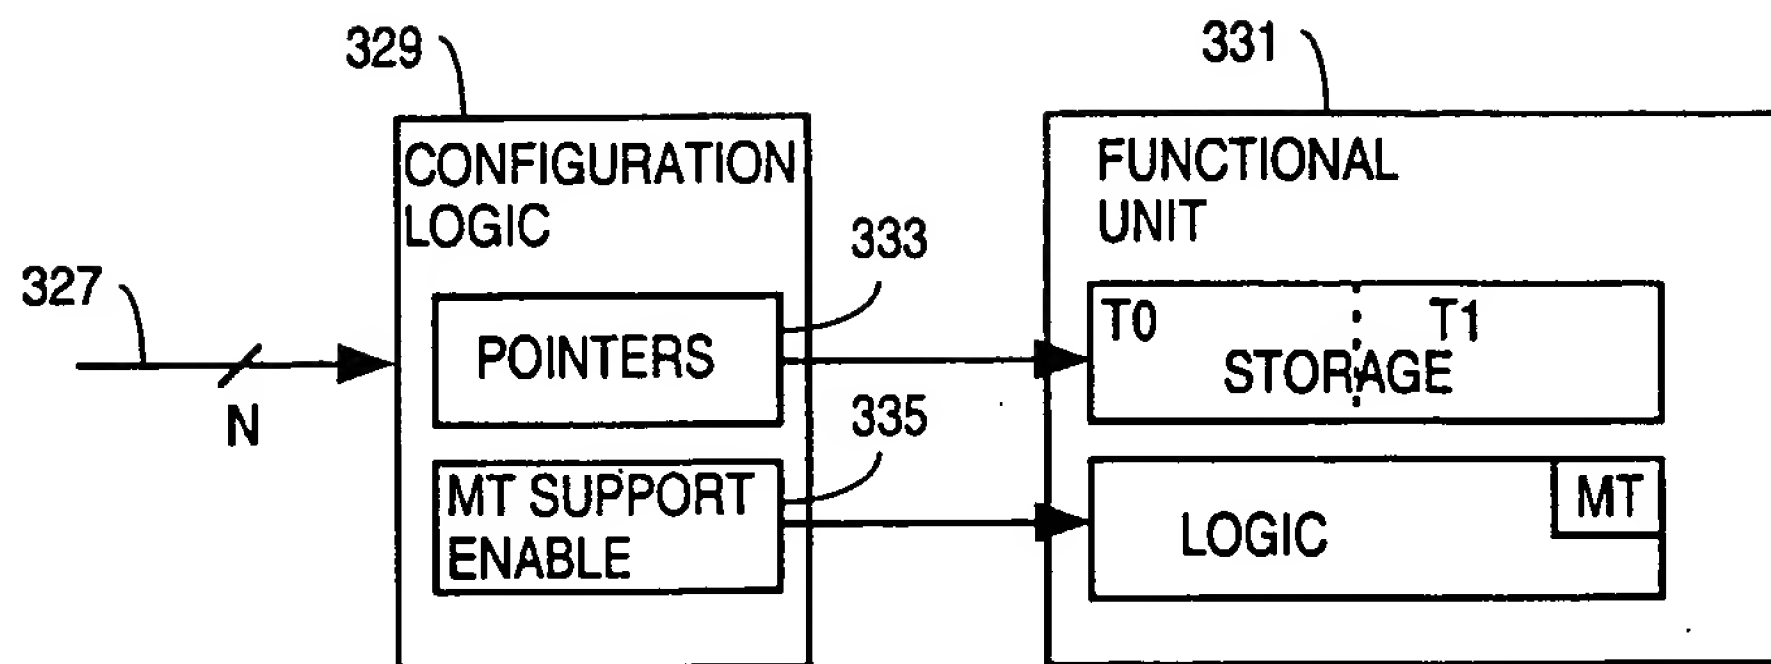 329
331
CONFIGURATION
LOGIC
FUNCTIONAL
UNIT
333
327
N
POINTERS
T0
T1
STORAGE
335
MT SUPPORT
ENABLE
LOGIC
MT